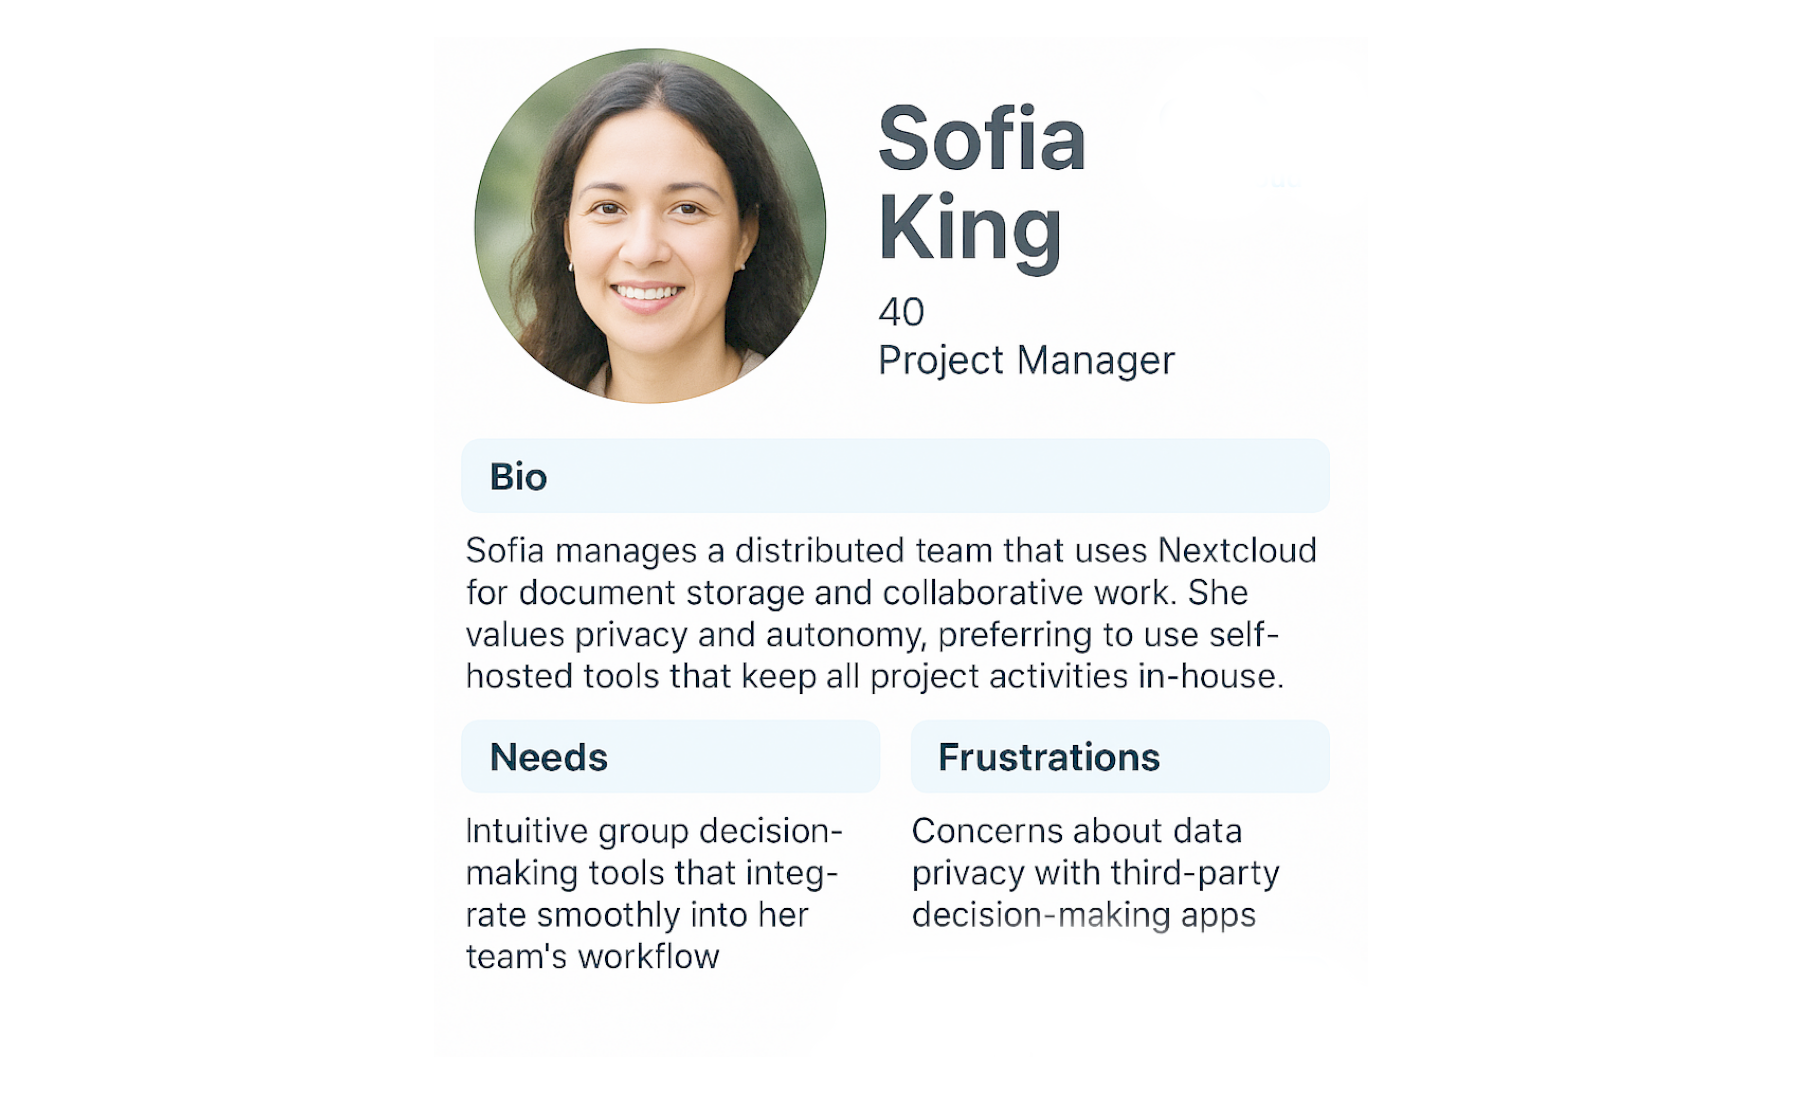 Sofia
King
40
Project Manager
Bio
Sofia manages a distributed team that uses Nextcloud
for document storage and collaborative work. She
values privacy and autonomy, preferring to use self-
hosted tools that keep all project activities in-house.
Needs
Intuitive group decision-
making tools that integ-
rate smoothly into her
team's workflow
Frustrations
Concerns about data
privacy with third-party
decision-making apps